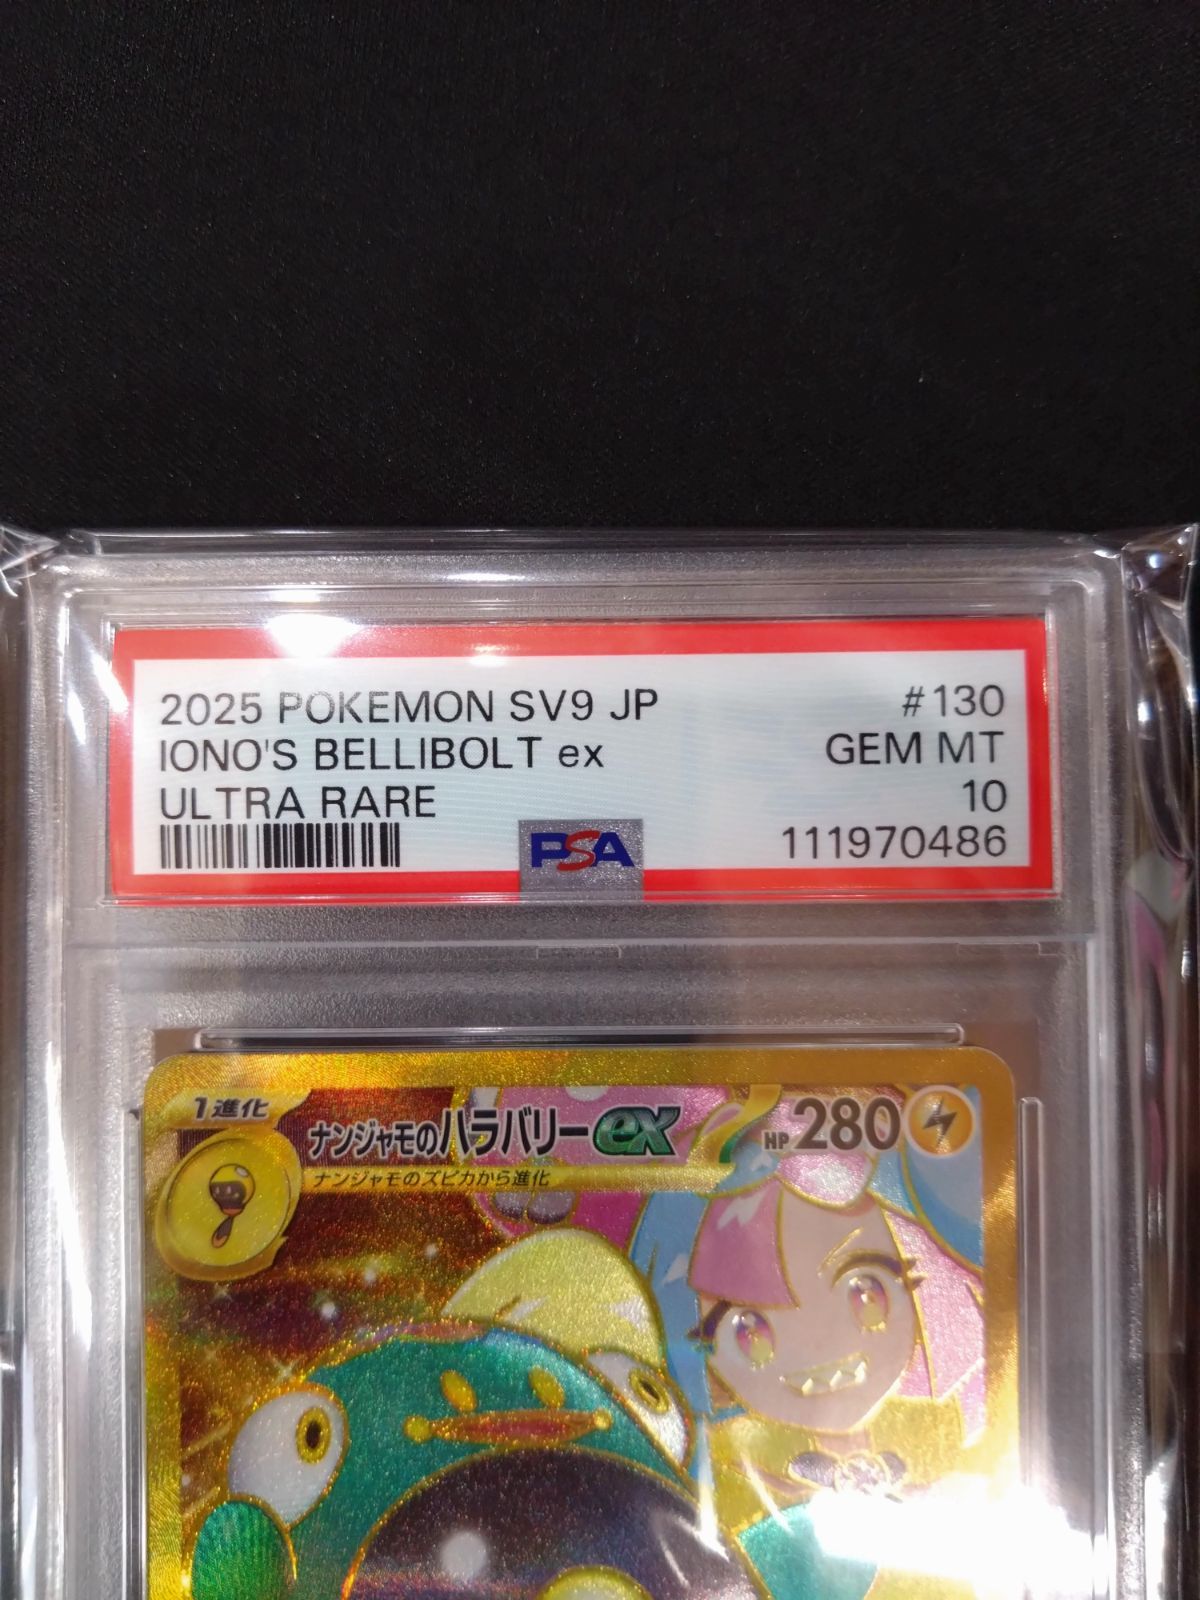 2025 POKEMON SV9 JP #130
IONO'S BELLIBOLT ex GEM MT
ULTRA RARE 10
PSA 111970486
1進化
ナンジャモのハラバリーex HP280
ナンジャモのズピカから進化